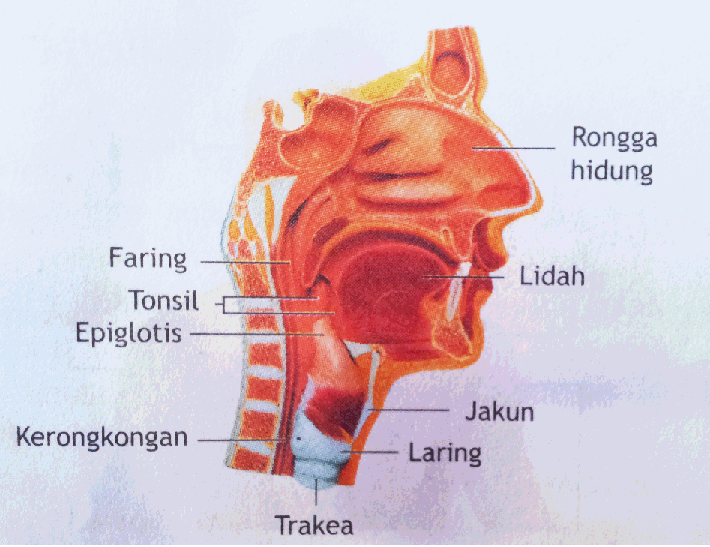 Rongga
hidung
Faring
Lidah
Tonsil
Epiglotis
Jakun
Kerongkongan
Laring
Trakea